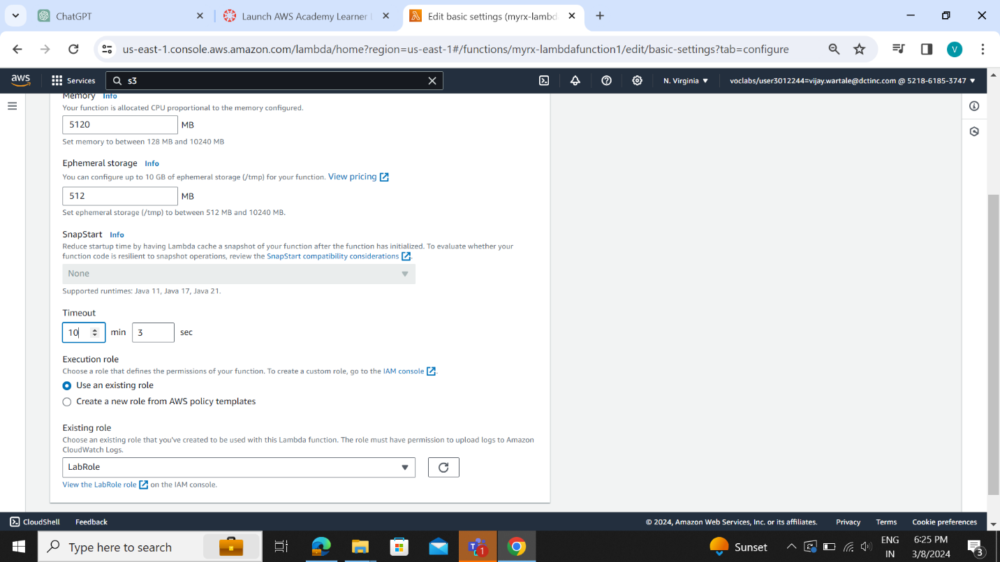 ChatGPT
Launch AWS Academy Learner
Edit basic settings (myrx-lambd
us-east-1.console.aws.amazon.com/lambda/home?region=us-east-1#/functions/myrx-lambdafunction1/edit/basic-settings?tab=configure
V
aws
Services
s3
N. Virginia
voclabs/user3012244=vijay.wartale@dctinc.com @ 5218-6185-3747
Memory Info
Your function is allocated CPU proportional to the memory configured.
5120 MB
Set memory to between 128 MB and 10240 MB
Ephemeral storage Info
You can configure up to 10 GB of ephemeral storage (/tmp) for your function. View pricing
512 MB
Set ephemeral storage (/tmp) to between 512 MB and 10240 MB.
SnapStart Info
Reduce startup time by having Lambda cache a snapshot of your function after the function has initialized. To evaluate whether your
function code is resilient to snapshot operations, review the SnapStart compatibility considerations.
None
Supported runtimes: Java 11, Java 17, Java 21.
Timeout
10 min 3 sec
Execution role
Choose a role that defines the permissions of your function. To create a custom role, go to the IAM console.
Use an existing role
Create a new role from AWS policy templates
Existing role
Choose an existing role that you've created to be used with this Lambda function. The role must have permission to upload logs to Amazon
CloudWatch Logs.
LabRole
View the LabRole role on the IAM console.
CloudShell Feedback © 2024, Amazon Web Services, Inc. or its affiliates. Privacy Terms Cookie preferences
Type here to search
1
Sunset
ENG
IN
6:25 PM
3/8/2024
3